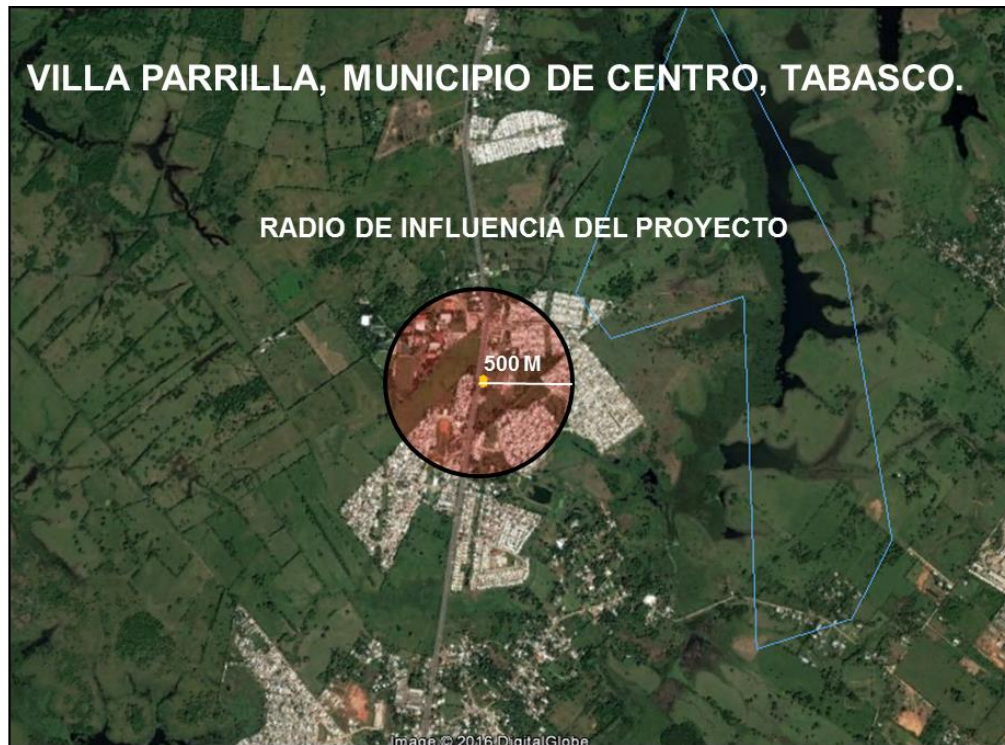 VILLA PARRILLA, MUNICIPIO DE CENTRO, TABASCO.
RADIO DE INFLUENCIA DEL PROYECTO
500 M
Image © 2016 DigitalGlobe